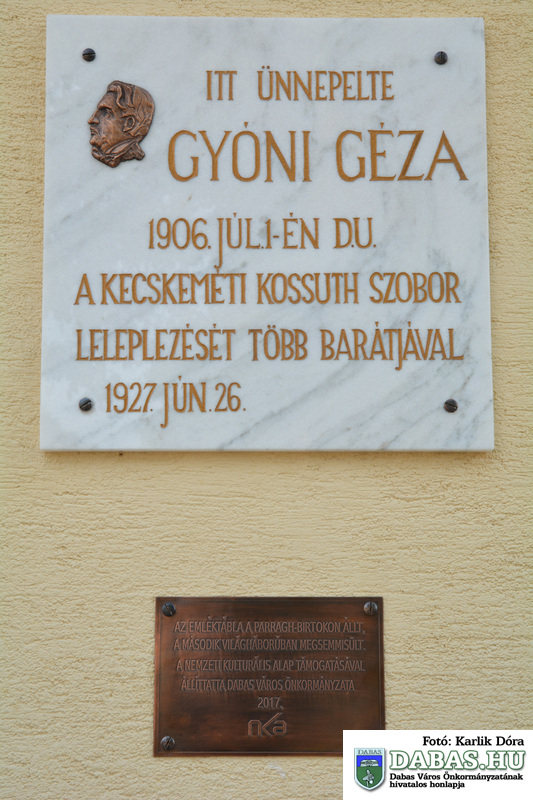 ITT ÜNNEPELTE
GYÓNI GÉZA
1906. JÚL.1-ÉN D.U.
A KECSKEMÉTI KOSSUTH SZOBOR
LELEPLEZÉSÉT TÖBB BARÁTJÁVAL
1927. JÚN. 26.
AZ EMLÉKTÁBLA A PARRAGH-BIRTOKON ÁLLT,
A MÁSODIK VILÁGHÁBORÚBAN MEGSEMMISÜLT.
A NEMZETI KULTURÁLIS ALAP TÁMOGATÁSÁVAL
ÁLLÍTTATTA DABAS VÁROS ÖNKORMÁNYZATA
2017.
nka
Fotó: Karlik Dóra
DABAS
DABAS.HU
Dabas Város Önkormányzatának
hivatalos honlapja